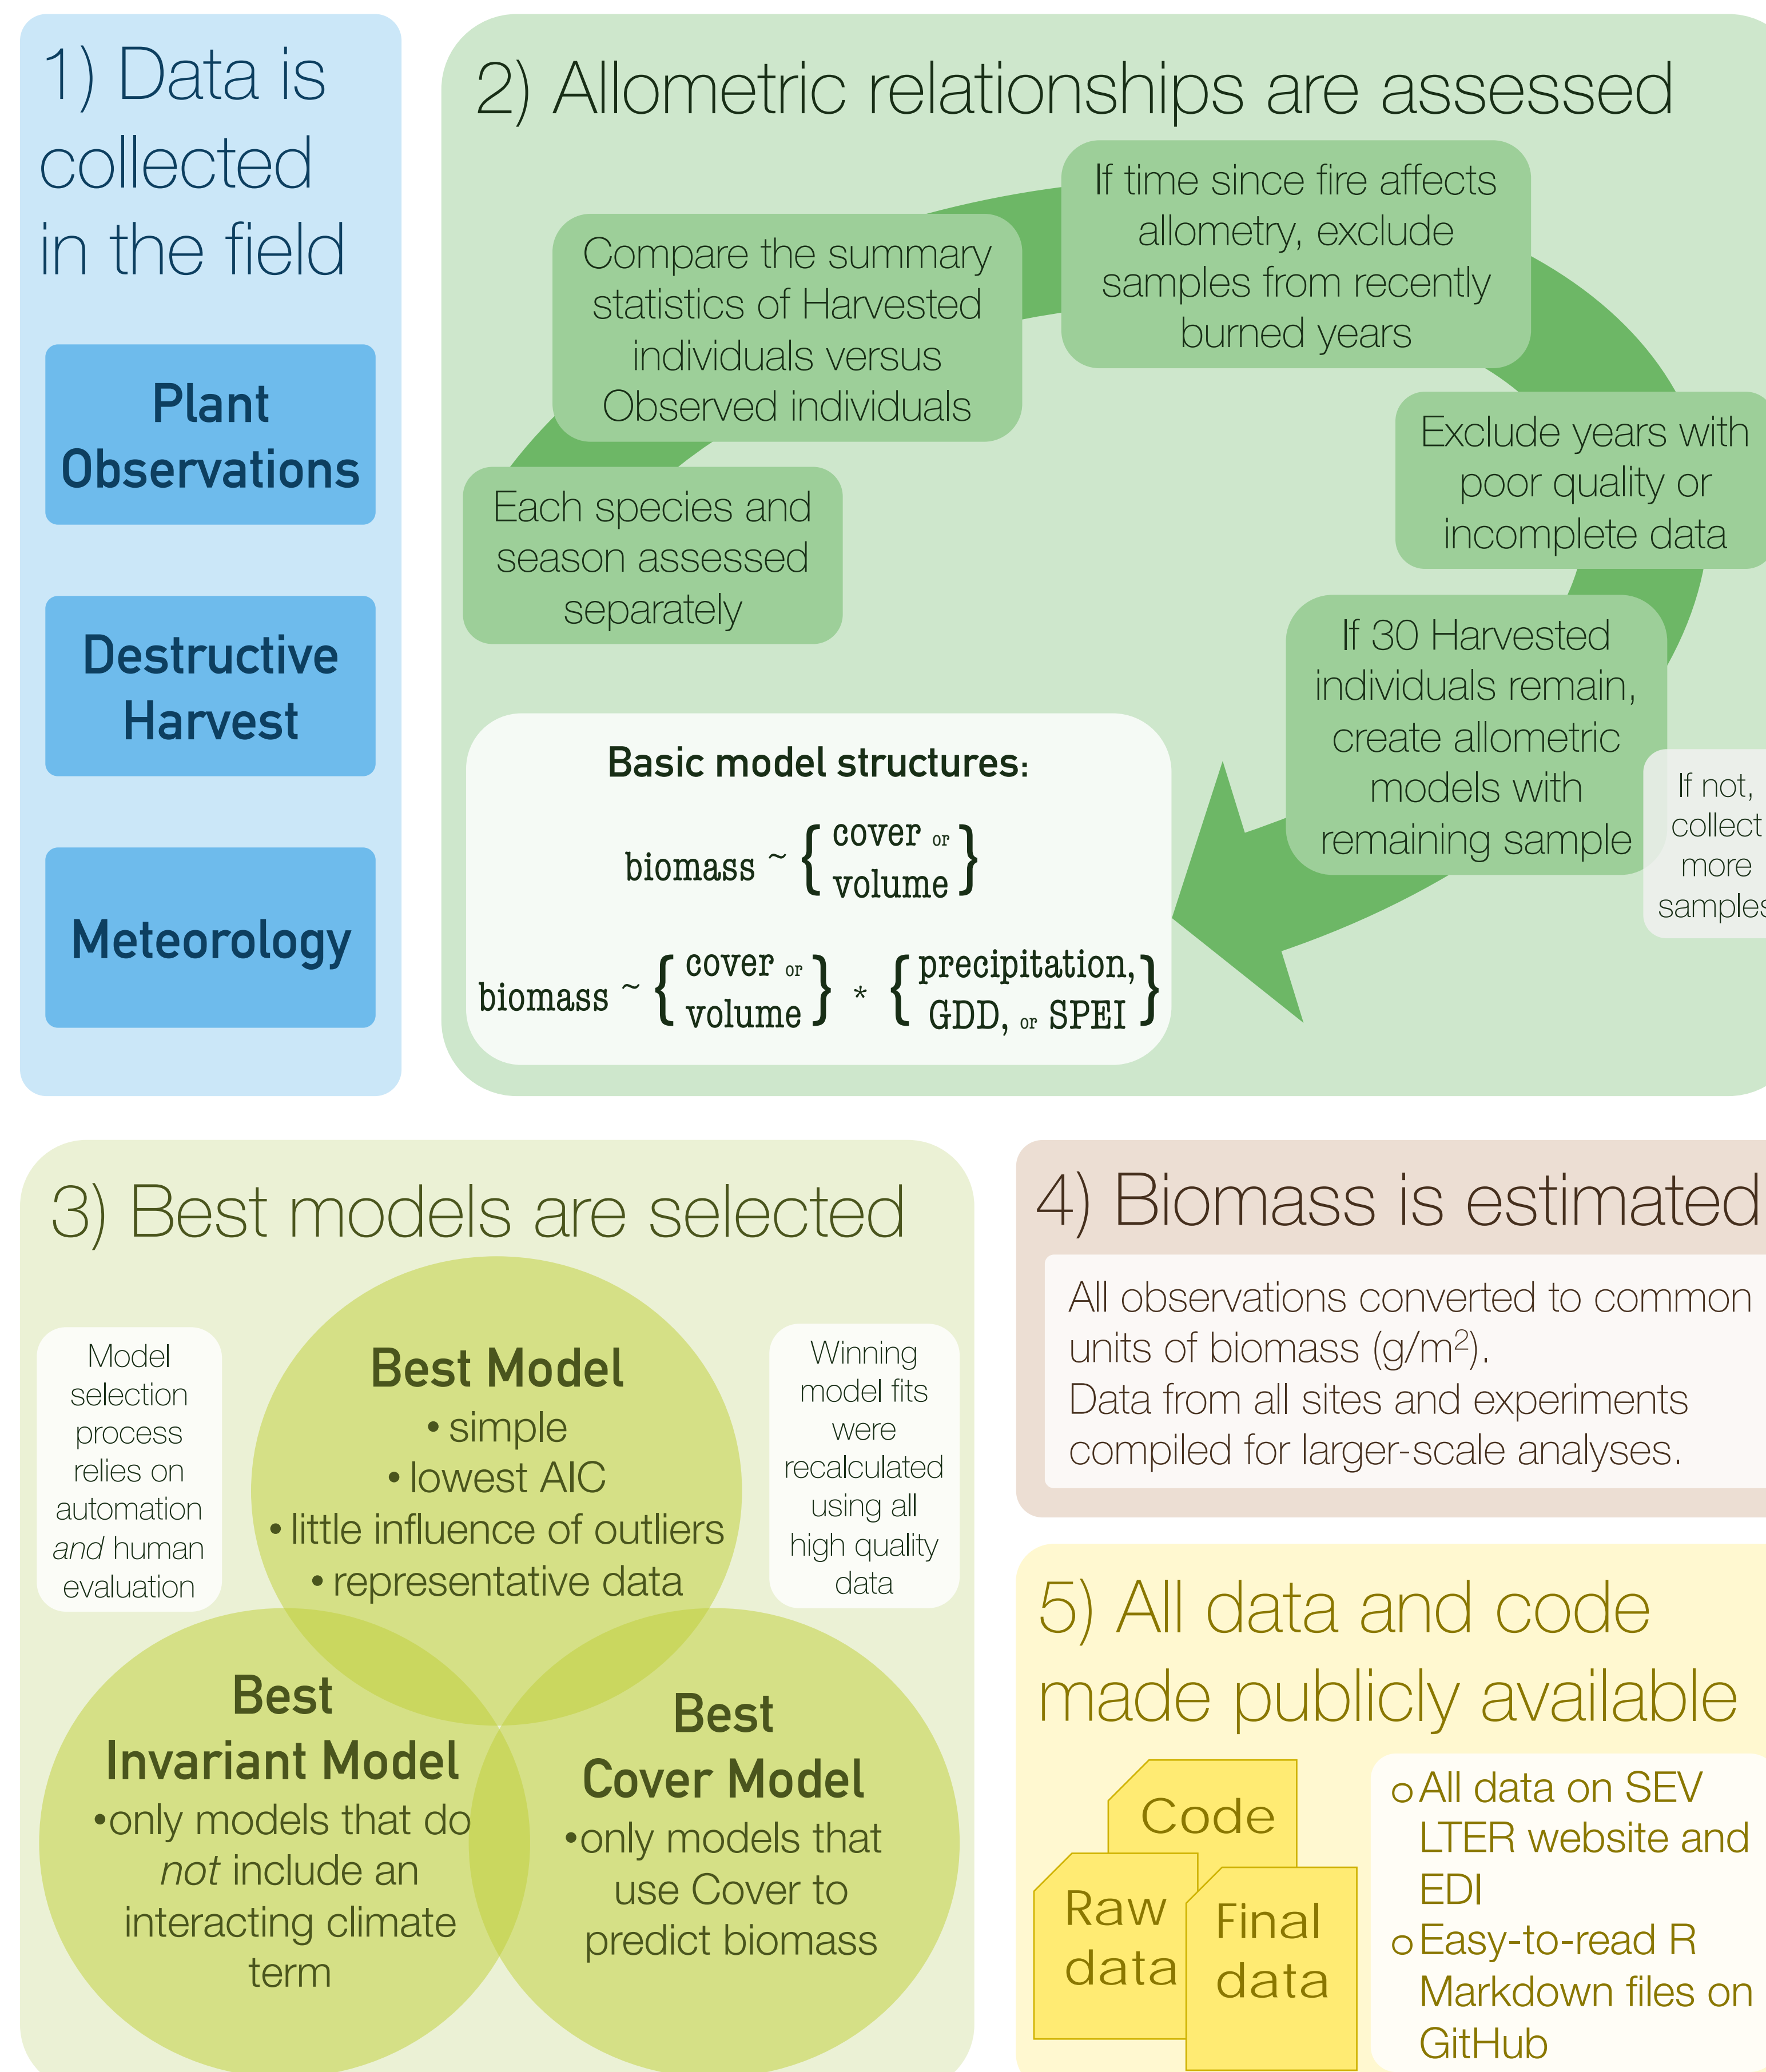 1) Data is
collected
in the field
Plant
Observations
Destructive
Harvest
Meteorology
2) Allometric relationships are assessed
Each species and
season assessed
separately
Compare the summary
statistics of Harvested
individuals versus
Observed individuals
If time since fire affects
allometry, exclude
samples from recently
burned years
Exclude years with
poor quality or
incomplete data
If 30 Harvested
individuals remain,
create allometric
models with
remaining sample
If not,
collect
more
samples
Basic model structures:
biomass ~ { cover or volume }
biomass ~ { cover or volume } * { precipitation, GDD, or SPEI }
3) Best models are selected
Model
selection
process
relies on
automation
and human
evaluation
Best Model
• simple
• lowest AIC
• little influence of outliers
• representative data
Winning
model fits
were
recalculated
using all
high quality
data
Best
Invariant Model
•only models that do
not include an
interacting climate
term
Best
Cover Model
•only models that
use Cover to
predict biomass
4) Biomass is estimated
All observations converted to common
units of biomass (g/m²).
Data from all sites and experiments
compiled for larger-scale analyses.
5) All data and code
made publicly available
Code
Raw
data
Final
data
o All data on SEV
LTER website and
EDI
o Easy-to-read R
Markdown files on
GitHub